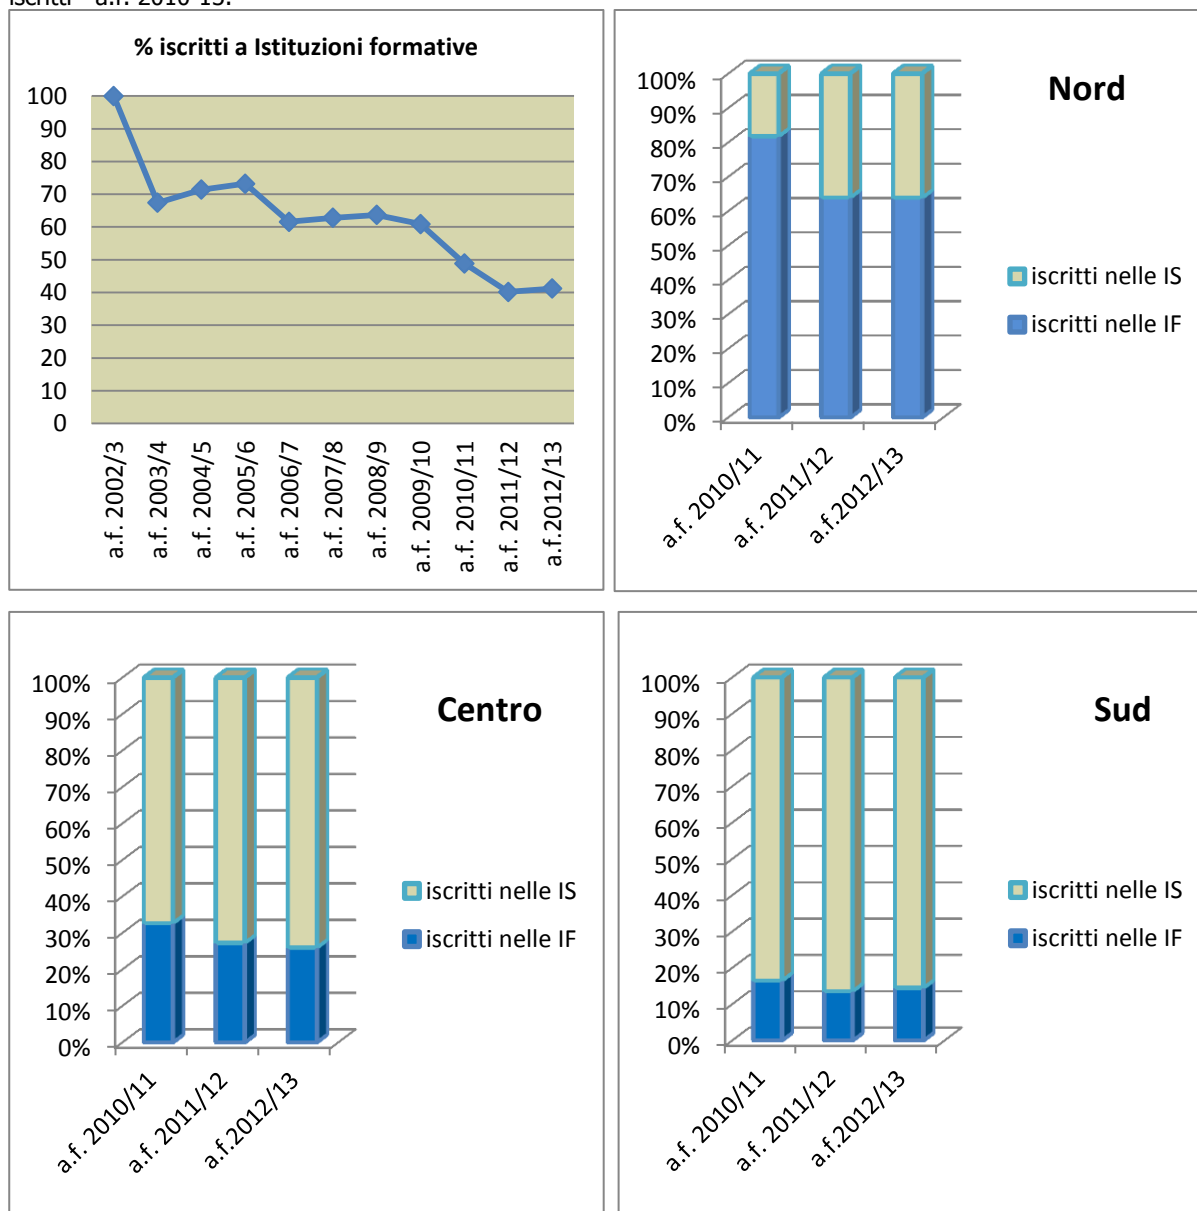 iscritti - a.f. 2010-13.
% iscritti a Istituzioni formative
100
90
80
70
60
50
40
30
20
10
0
a.f. 2002/3
a.f. 2003/4
a.f. 2004/5
a.f. 2005/6
a.f. 2006/7
a.f. 2007/8
a.f. 2008/9
a.f. 2009/10
a.f. 2010/11
a.f. 2011/12
a.f.2012/13
Nord
100%
90%
80%
70%
60%
50%
40%
30%
20%
10%
0%
a.f. 2010/11
a.f. 2011/12
a.f.2012/13
iscritti nelle IS
iscritti nelle IF
Centro
100%
90%
80%
70%
60%
50%
40%
30%
20%
10%
0%
a.f. 2010/11
a.f. 2011/12
a.f.2012/13
iscritti nelle IS
iscritti nelle IF
Sud
100%
90%
80%
70%
60%
50%
40%
30%
20%
10%
0%
a.f. 2010/11
a.f. 2011/12
a.f.2012/13
iscritti nelle IS
iscritti nelle IF